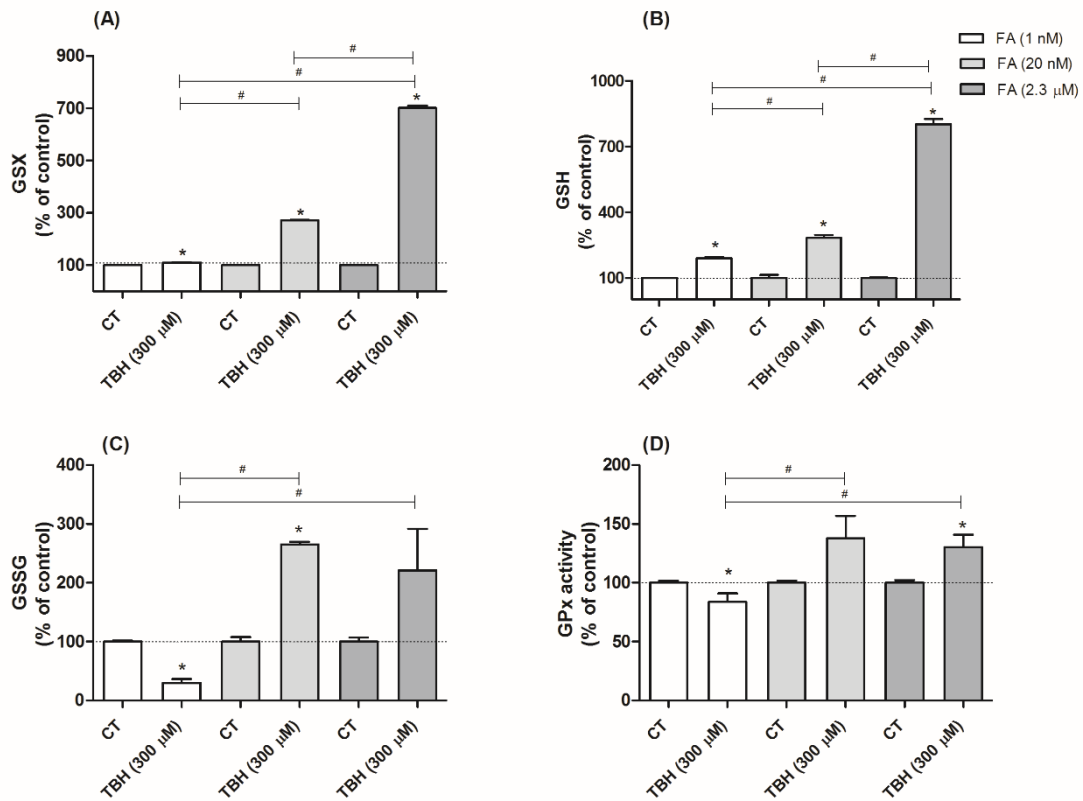 (A)
GSX
(% of control)
900
700
500
300
100
#
#
#
*
*
*
CT
TBH (300 μM)
CT
TBH (300 μM)
CT
TBH (300 μM)
(B)
GSH
(% of control)
1000
700
400
100
#
#
#
*
*
*
CT
TBH (300 μM)
CT
TBH (300 μM)
CT
TBH (300 μM)
FA (1 nM)
FA (20 nM)
FA (2.3 μM)
(C)
GSSG
(% of control)
400
300
200
100
0
#
#
*
*
CT
TBH (300 μM)
CT
TBH (300 μM)
CT
TBH (300 μM)
(D)
GPx activity
(% of control)
200
150
100
50
0
#
#
*
*
CT
TBH (300 μM)
CT
TBH (300 μM)
CT
TBH (300 μM)